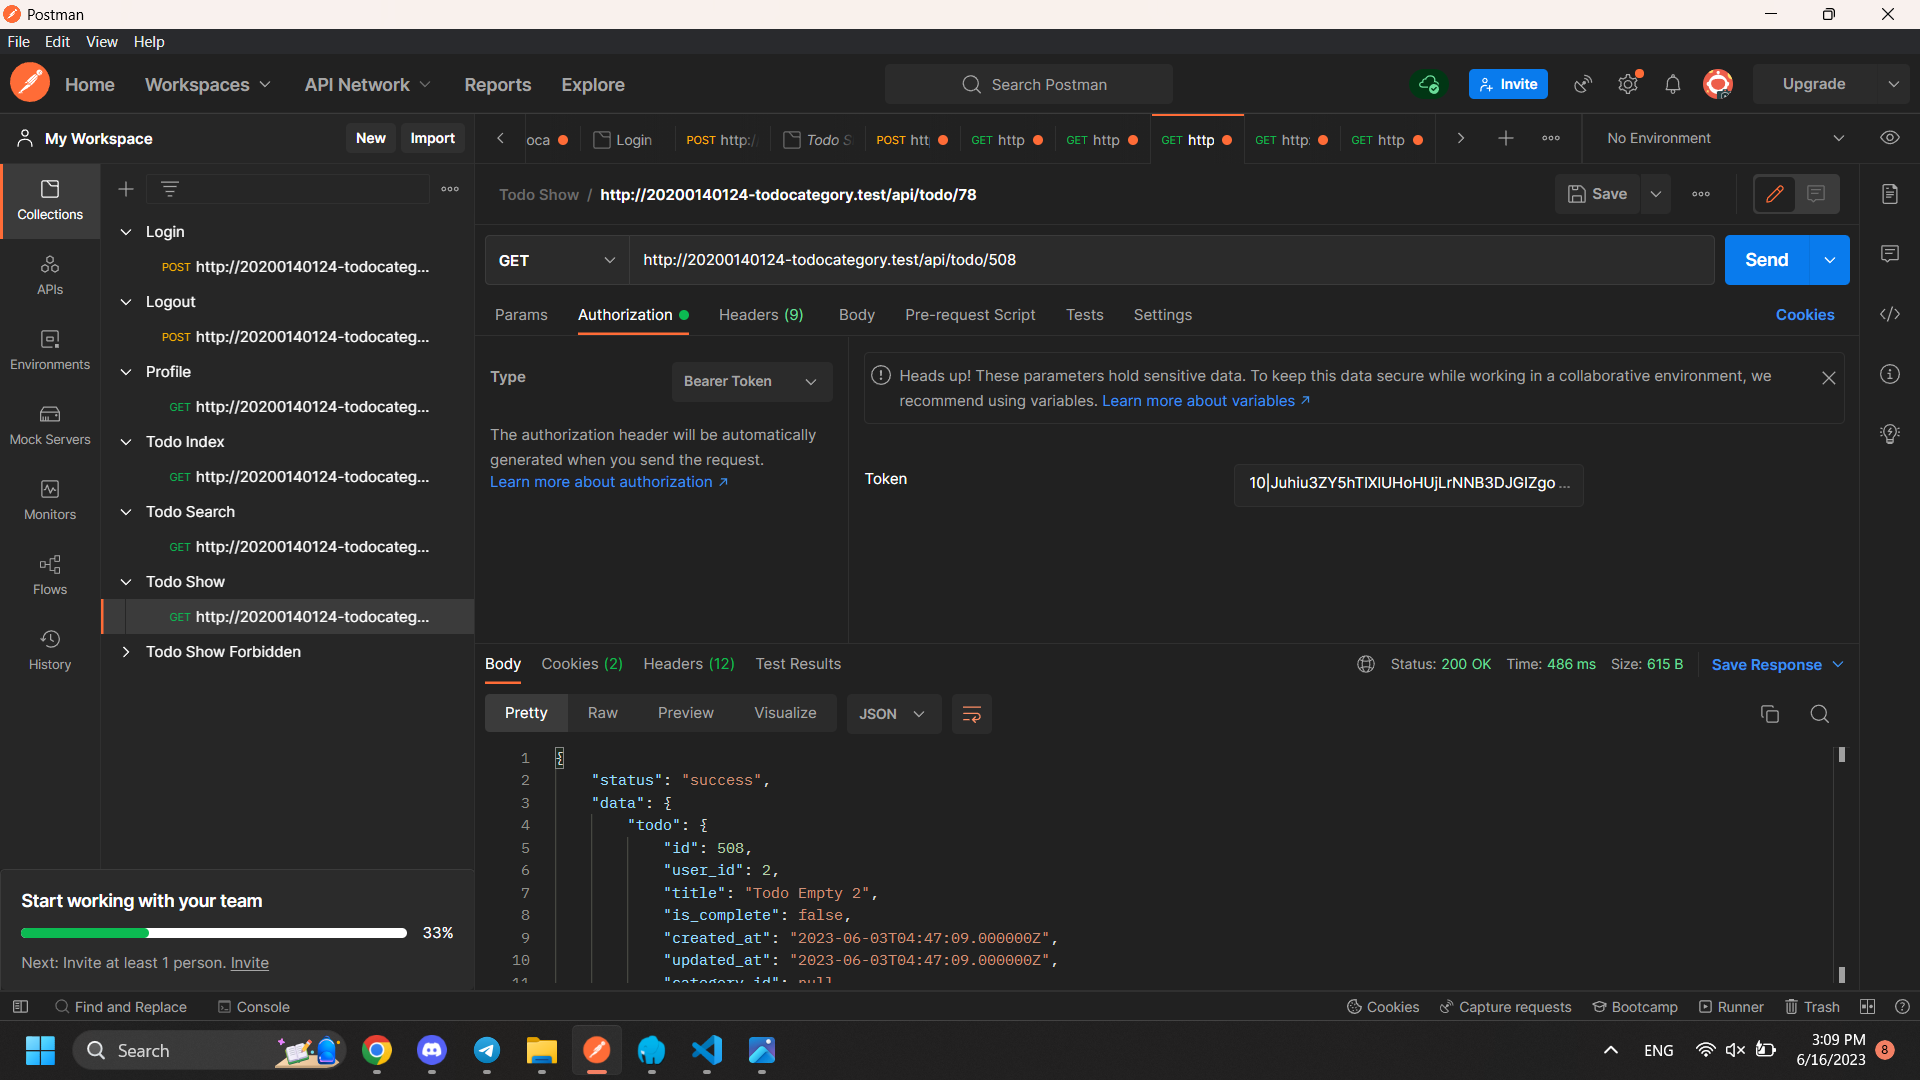 Postman
File Edit View Help
Home Workspaces API Network Reports Explore Search Postman Invite Upgrade
My Workspace New Import oca Login POST http:/ Todo S POST htt GET http GET http GET http GET http: GET http No Environment
Collections
APIs
Environments
Mock Servers
Monitors
Flows
History
Login
POST http://20200140124-todocateg...
Logout
POST http://20200140124-todocateg...
Profile
GET http://20200140124-todocateg...
Todo Index
GET http://20200140124-todocateg...
Todo Search
GET http://20200140124-todocateg...
Todo Show
GET http://20200140124-todocateg...
Todo Show Forbidden
Start working with your team
33%
Next: Invite at least 1 person. Invite
Todo Show / http://20200140124-todocategory.test/api/todo/78 Save
GET http://20200140124-todocategory.test/api/todo/508 Send
Params Authorization Headers (9) Body Pre-request Script Tests Settings Cookies
Type Bearer Token
The authorization header will be automatically
generated when you send the request.
Learn more about authorization ↗
Heads up! These parameters hold sensitive data. To keep this data secure while working in a collaborative environment, we
recommend using variables. Learn more about variables ↗
Token 10|Juhiu3ZY5hTlXlUHoHUjLrNNB3DJGlZgo ...
Body Cookies (2) Headers (12) Test Results Status: 200 OK Time: 486 ms Size: 615 B Save Response
Pretty Raw Preview Visualize JSON
1 {
2 "status": "success",
3 "data": {
4 "todo": {
5 "id": 508,
6 "user_id": 2,
7 "title": "Todo Empty 2",
8 "is_complete": false,
9 "created_at": "2023-06-03T04:47:09.000000Z",
10 "updated_at": "2023-06-03T04:47:09.000000Z",
11 "category_id": null
Find and Replace Console Cookies Capture requests Bootcamp Runner Trash
Search ENG 3:09 PM
6/16/2023 8